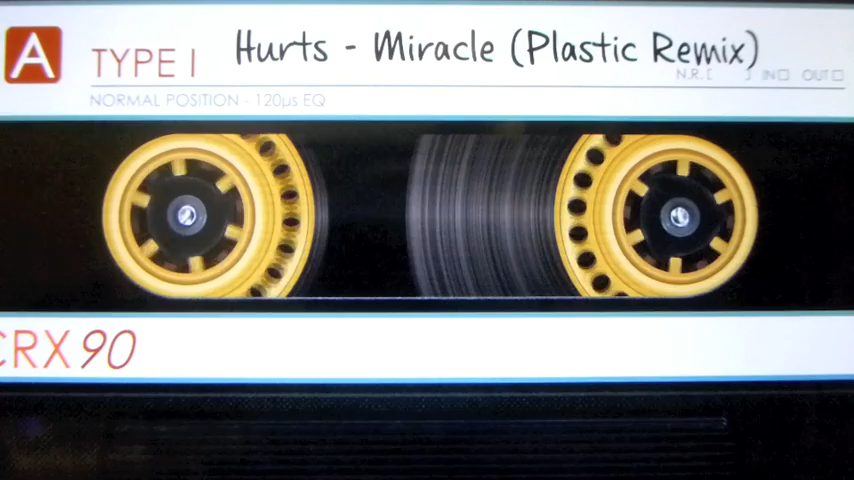 A
TYPE I
Hurts - Miracle (Plastic Remix)
N.R. [ ] IN☐ OUT☐
NORMAL POSITION · 120µs EQ
CRX 90